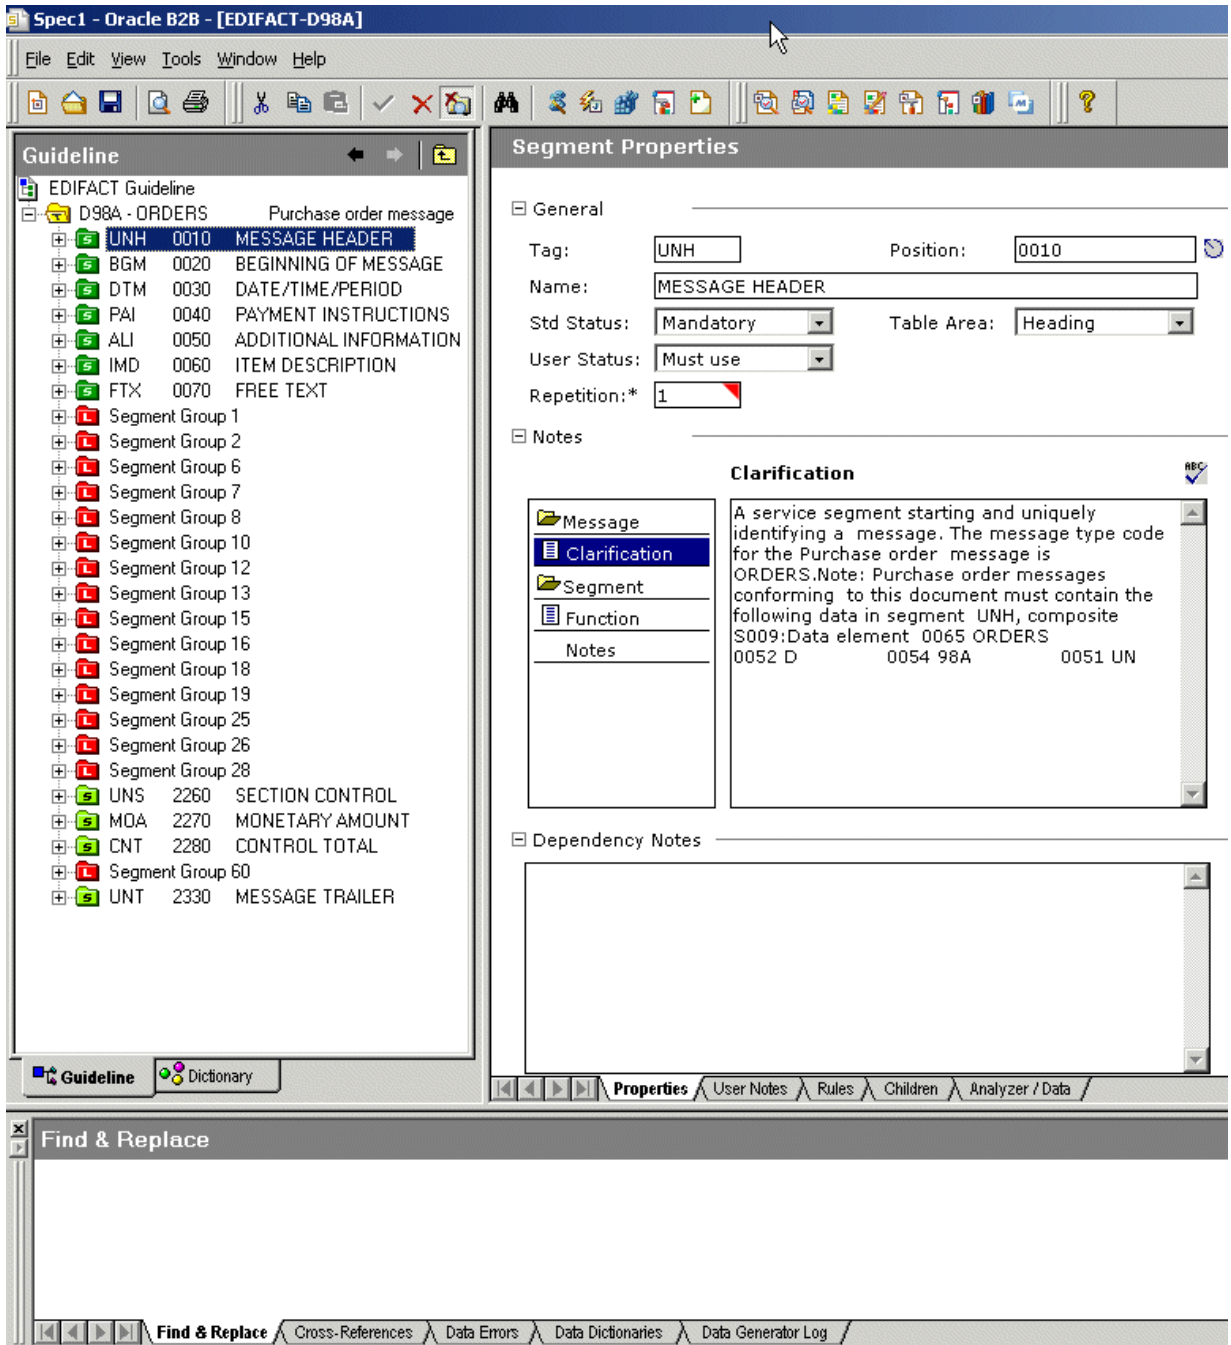 Spec1 - Oracle B2B - [EDIFACT-D98A]
File Edit View Tools Window Help
Guideline
EDIFACT Guideline
D98A - ORDERS Purchase order message
UNH 0010 MESSAGE HEADER
BGM 0020 BEGINNING OF MESSAGE
DTM 0030 DATE/TIME/PERIOD
PAI 0040 PAYMENT INSTRUCTIONS
ALI 0050 ADDITIONAL INFORMATION
IMD 0060 ITEM DESCRIPTION
FTX 0070 FREE TEXT
Segment Group 1
Segment Group 2
Segment Group 6
Segment Group 7
Segment Group 8
Segment Group 10
Segment Group 12
Segment Group 13
Segment Group 15
Segment Group 16
Segment Group 18
Segment Group 19
Segment Group 25
Segment Group 26
Segment Group 28
UNS 2260 SECTION CONTROL
MOA 2270 MONETARY AMOUNT
CNT 2280 CONTROL TOTAL
Segment Group 60
UNT 2330 MESSAGE TRAILER
Guideline Dictionary
Segment Properties
General
Tag: UNH Position: 0010
Name: MESSAGE HEADER
Std Status: Mandatory Table Area: Heading
User Status: Must use
Repetition:* 1
Notes
Clarification
ABC
Message
Clarification
Segment
Function
Notes
A service segment starting and uniquely
identifying a message. The message type code
for the Purchase order message is
ORDERS.Note: Purchase order messages
conforming to this document must contain the
following data in segment UNH, composite
S009:Data element 0065 ORDERS
0052 D 0054 98A 0051 UN
Dependency Notes
Properties User Notes Rules Children Analyzer / Data
Find & Replace
Find & Replace Cross-References Data Errors Data Dictionaries Data Generator Log